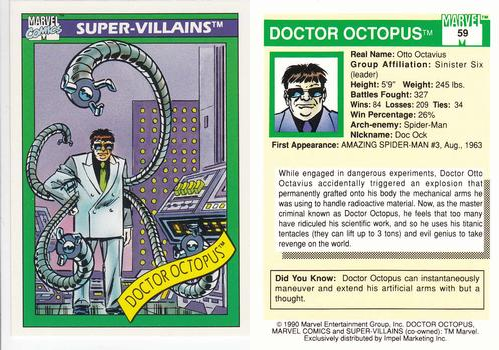 MARVEL
COMICS
SUPER-VILLAINS™
DOCTOR OCTOPUS™
DOCTOR OCTOPUS™
MARVEL™
59
Real Name: Otto Octavius
Group Affiliation: Sinister Six
(leader)
Height: 5'9" Weight: 245 lbs.
Battles Fought: 327
Wins: 84 Losses: 209 Ties: 34
Win Percentage: 26%
Arch-enemy: Spider-Man
Nickname: Doc Ock
First Appearance: AMAZING SPIDER-MAN #3, Aug., 1963
While engaged in dangerous experiments, Doctor Otto
Octavius accidentally triggered an explosion that
permanently grafted onto his body the mechanical arms he
was using to handle radioactive material. Now, as the master
criminal known as Doctor Octopus, he feels that too many
have ridiculed his scientific work, and so he uses his titanic
tentacles (they can lift up to 3 tons) and evil genius to take
revenge on the world.
Did You Know: Doctor Octopus can instantaneously
maneuver and extend his artificial arms with but a
thought.
© 1990 Marvel Entertainment Group, Inc. DOCTOR OCTOPUS,
MARVEL COMICS and SUPER-VILLAINS (co-owned): TM Marvel.
Exclusively distributed by Impel Marketing Inc.